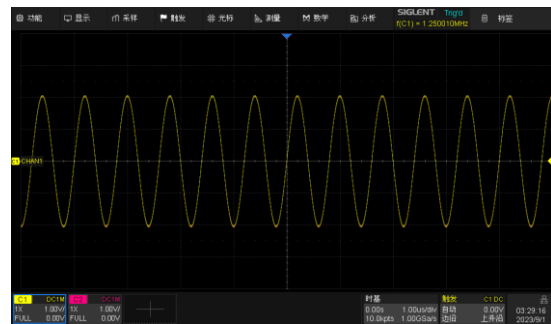 功能 显示 采样 触发 光标 测量 数学 分析 SIGLENT Trig'd 标签
f(C1) = 1.250010MHz
C1 CHAN1
C1 DC1M C2 DC1M 时基 触发 C1 DC
1X 1.00V/ 1X 1.00V/ 0.00s 1.00us/div 自动 0.00V 03:29:16
FULL 0.00V FULL 0.00V 10.0kpts 1.00GSa/s 边沿 上升沿 2023/9/1